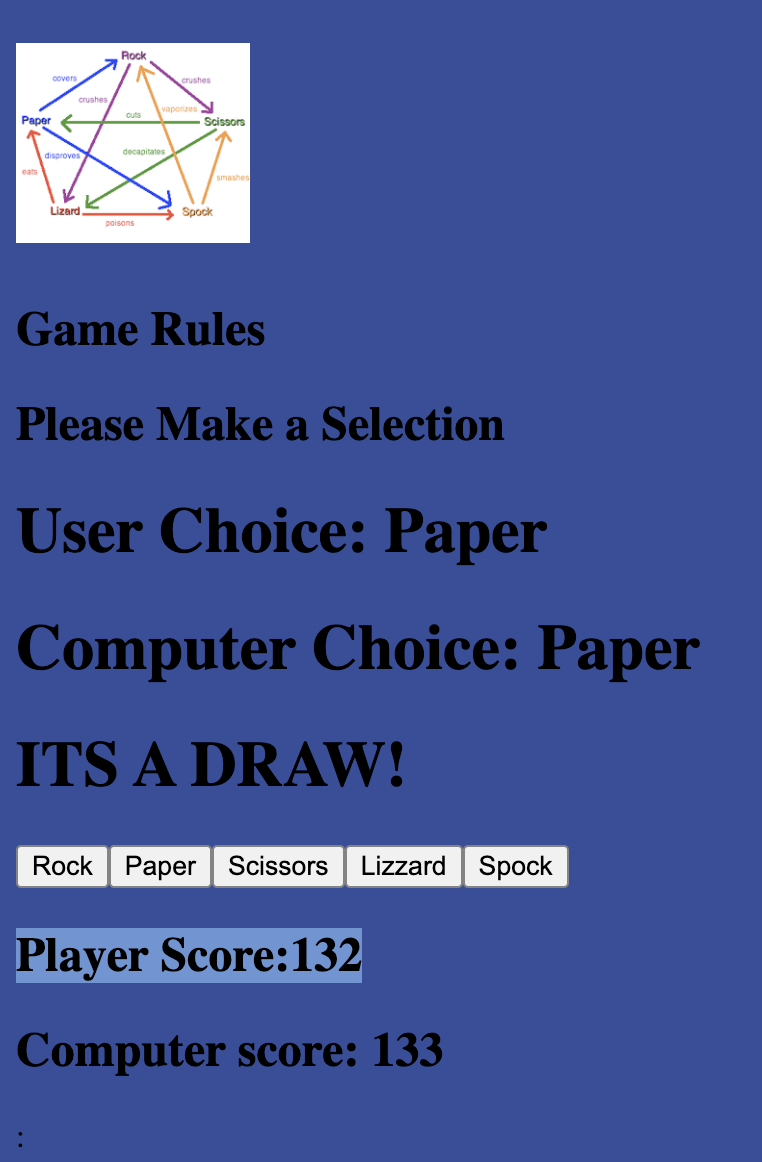 Rock
covers
crushes
crushes
vaporizes
cuts
Paper
Scissors
disproves
decapitates
eats
smashes
Lizard
Spock
poisons
Game Rules
Please Make a Selection
User Choice: Paper
Computer Choice: Paper
ITS A DRAW!
Rock Paper Scissors Lizzard Spock
Player Score:132
Computer score: 133
: